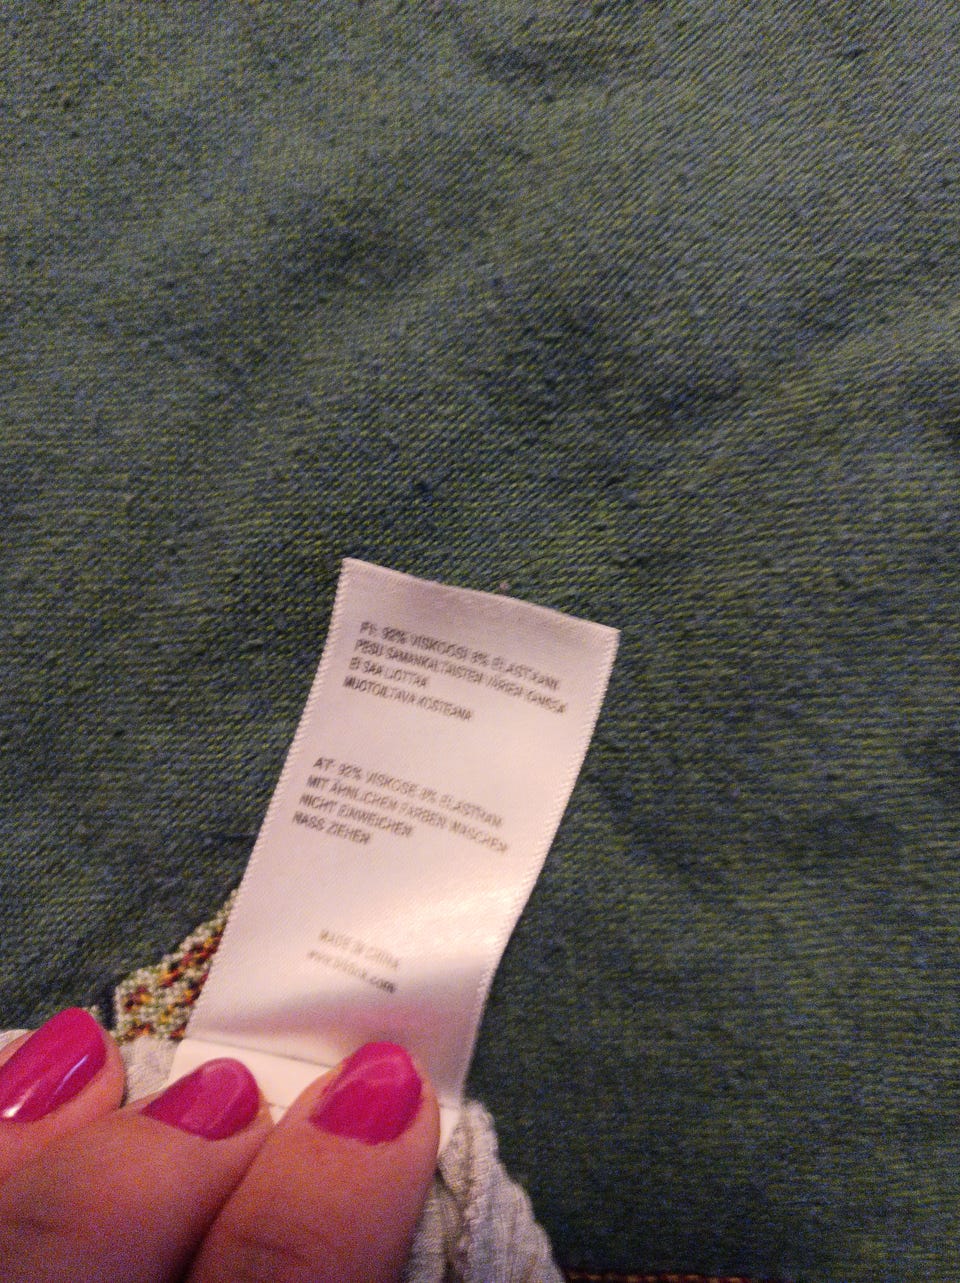 FI: 92% VISKOOSI 8% ELASTAANI
PESU SAMANKALTAISTEN VÄRIEN KANSSA
EI SAA LIOTTAA
MUOTOILTAVA KOSTEANA
AT: 92% VISKOSE 8% ELASTHAN
MIT ÄHNLICHEN FARBEN WASCHEN
NICHT EINWEICHEN
NASS ZIEHEN
MADE IN CHINA